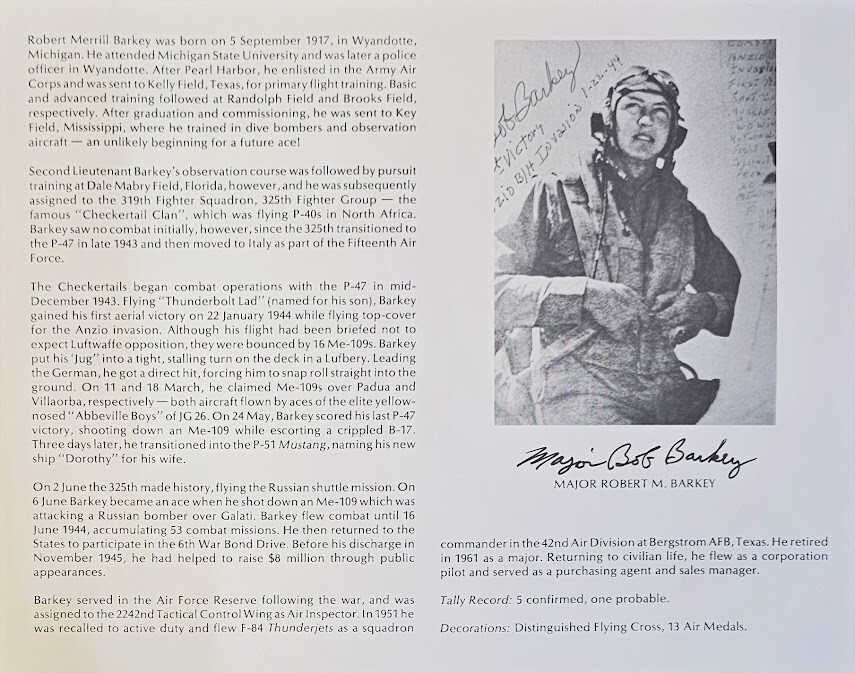 Robert Merrill Barkey was born on 5 September 1917, in Wyandotte,
Michigan. He attended Michigan State University and was later a police
officer in Wyandotte. After Pearl Harbor, he enlisted in the Army Air
Corps and was sent to Kelly Field, Texas, for primary flight training. Basic
and advanced training followed at Randolph Field and Brooks Field,
respectively. After graduation and commissioning, he was sent to Key
Field, Mississippi, where he trained in dive bombers and observation
aircraft — an unlikely beginning for a future ace!
Second Lieutenant Barkey's observation course was followed by pursuit
training at Dale Mabry Field, Florida, however, and he was subsequently
assigned to the 319th Fighter Squadron, 325th Fighter Group — the
famous "Checkertail Clan", which was flying P-40s in North Africa.
Barkey saw no combat initially, however, since the 325th transitioned to
the P-47 in late 1943 and then moved to Italy as part of the Fifteenth Air
Force.
The Checkertails began combat operations with the P-47 in mid-
December 1943. Flying "Thunderbolt Lad" (named for his son), Barkey
gained his first aerial victory on 22 January 1944 while flying top-cover
for the Anzio invasion. Although his flight had been briefed not to
expect Luftwaffe opposition, they were bounced by 16 Me-109s. Barkey
put his 'Jug" into a tight, stalling turn on the deck in a Lufbery. Leading
the German, he got a direct hit, forcing him to snap roll straight into the
ground. On 11 and 18 March, he claimed Me-109s over Padua and
Villaorba, respectively — both aircraft flown by aces of the elite yellow-
nosed "Abbeville Boys" of JG 26. On 24 May, Barkey scored his last P-47
victory, shooting down an Me-109 while escorting a crippled B-17.
Three days later, he transitioned into the P-51 Mustang, naming his new
ship "Dorothy" for his wife.
On 2 June the 325th made history, flying the Russian shuttle mission. On
6 June Barkey became an ace when he shot down an Me-109 which was
attacking a Russian bomber over Galati. Barkey flew combat until 16
June 1944, accumulating 53 combat missions. He then returned to the
States to participate in the 6th War Bond Drive. Before his discharge in
November 1945, he had helped to raise $8 million through public
appearances.
Barkey served in the Air Force Reserve following the war, and was
assigned to the 2242nd Tactical Control Wing as Air Inspector. In 1951 he
was recalled to active duty and flew F-84 Thunderjets as a squadron
ob Barkey
st Victory
zio B/H Invasion 1-22-44
Major Bob Barkey
MAJOR ROBERT M. BARKEY
commander in the 42nd Air Division at Bergstrom AFB, Texas. He retired
in 1961 as a major. Returning to civilian life, he flew as a corporation
pilot and served as a purchasing agent and sales manager.
Tally Record: 5 confirmed, one probable.
Decorations: Distinguished Flying Cross, 13 Air Medals.